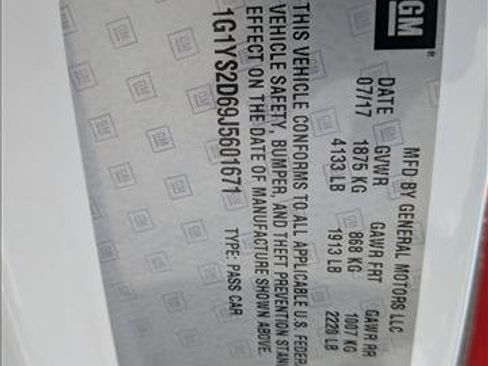 GM
MFD BY GENERAL MOTORS LLC
DATE GVWR GAWR FRT GAWR RR
07/17 1875 KG 869 KG 1007 KG
4133 LB 1913 LB 2220 LB
THIS VEHICLE CONFORMS TO ALL APPLICABLE U.S. FEDER
VEHICLE SAFETY, BUMPER, AND THEFT PREVENTION STAN
EFFECT ON THE DATE OF MANUFACTURE SHOWN ABOVE.
1G1YS2D69J5601671 TYPE: PASS CAR